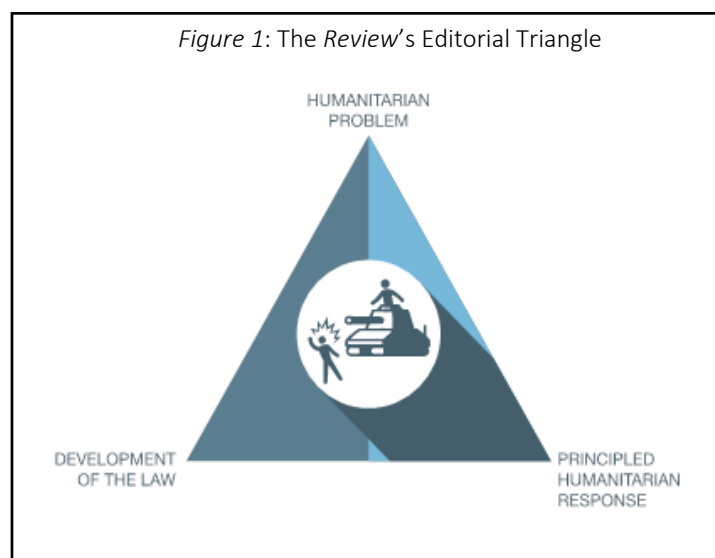 Figure 1: The Review’s Editorial Triangle
HUMANITARIAN
PROBLEM
DEVELOPMENT
OF THE LAW
PRINCIPLED
HUMANITARIAN
RESPONSE